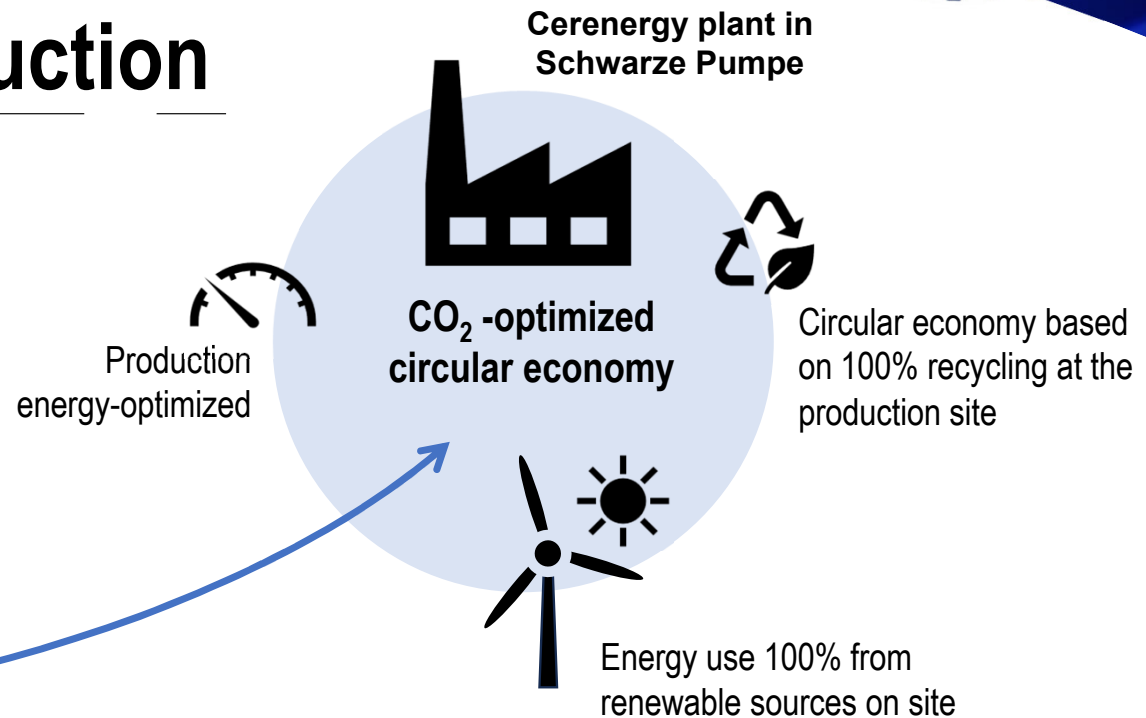 uction
Cerenergy plant in
Schwarze Pumpe
CO₂ -optimized
circular economy
Production
energy-optimized
Circular economy based
on 100% recycling at the
production site
Energy use 100% from
renewable sources on site